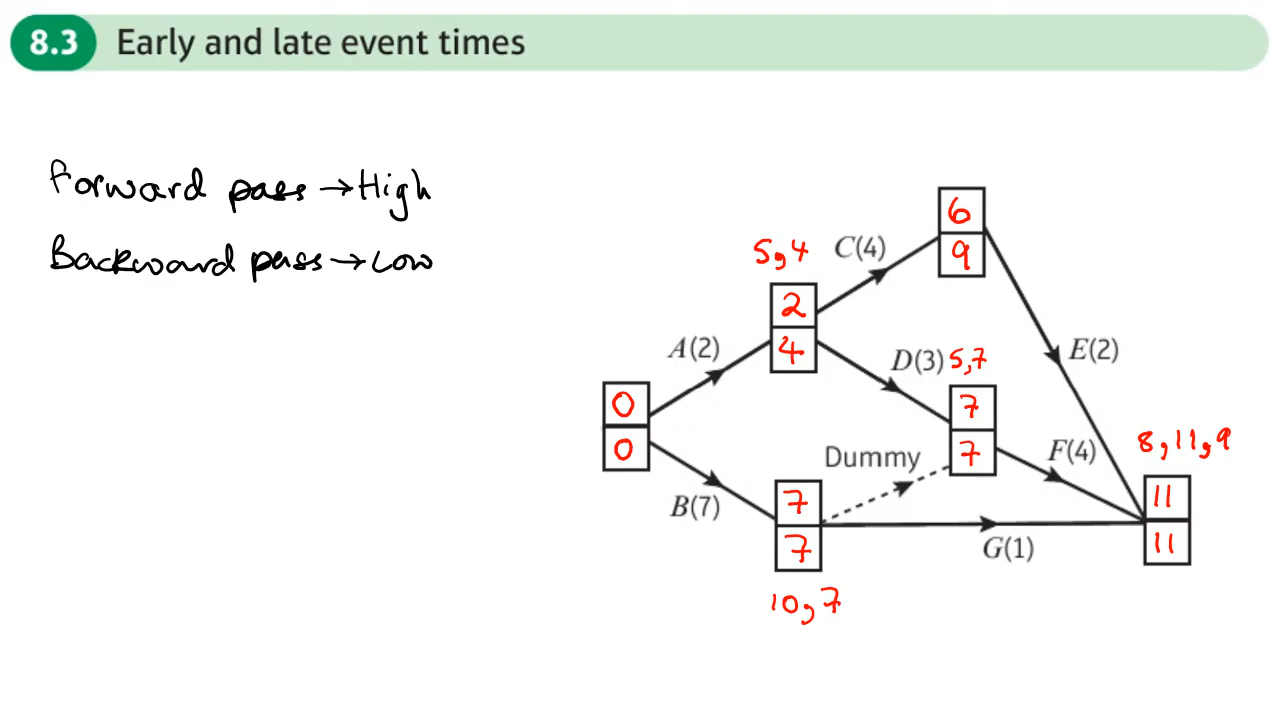 8.3 Early and late event times
Forward pass → High
Backward pass → Low
6
9
5,4
C(4)
2
4
A(2)
D(3) 5,7
E(2)
0
0
7
7
8,11,9
Dummy
F(4)
B(7)
7
7
11
11
G(1)
10,7